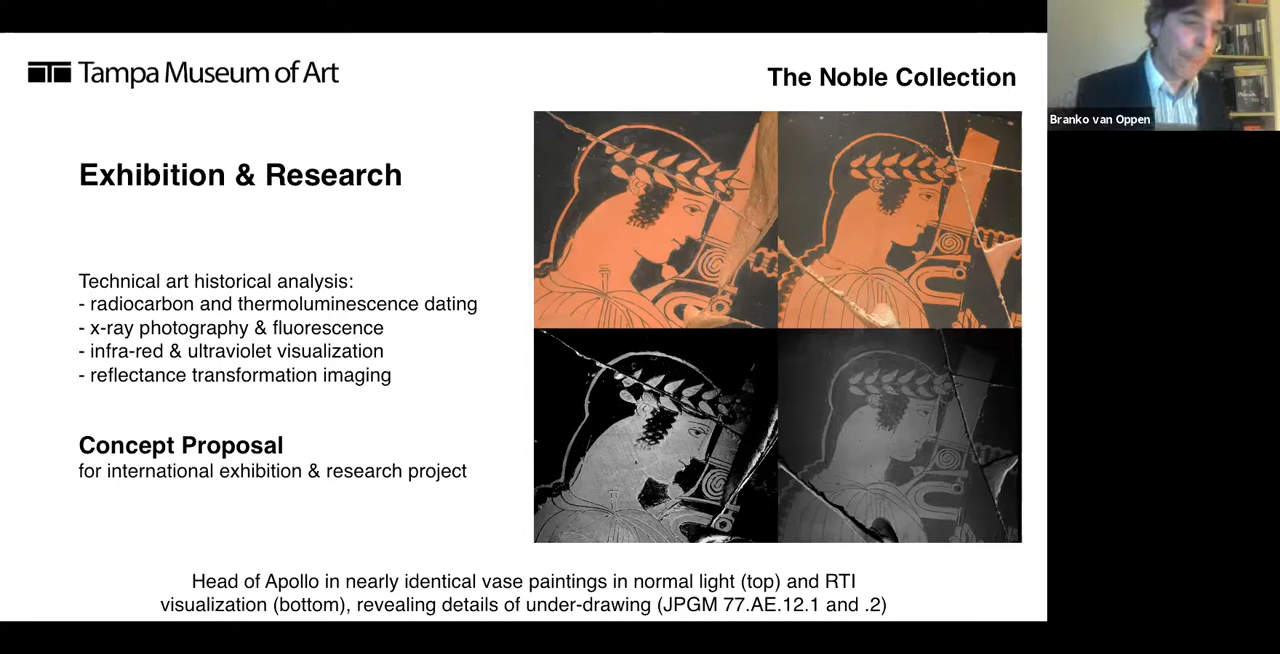 Tampa Museum of Art
The Noble Collection
Exhibition & Research
Technical art historical analysis:
- radiocarbon and thermoluminescence dating
- x-ray photography & fluorescence
- infra-red & ultraviolet visualization
- reflectance transformation imaging
Concept Proposal
for international exhibition & research project
Head of Apollo in nearly identical vase paintings in normal light (top) and RTI
visualization (bottom), revealing details of under-drawing (JPGM 77.AE.12.1 and .2)
Branko van Oppen